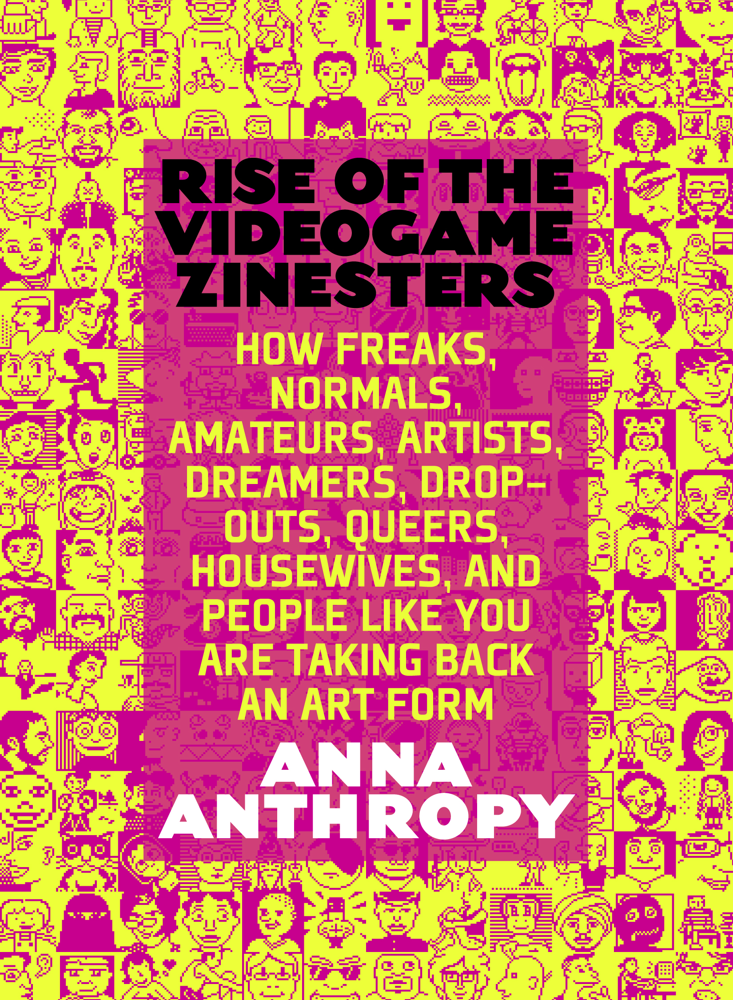 RISE OF THE
VIDEOGAME
ZINESTERS
HOW FREAKS,
NORMALS,
AMATEURS, ARTISTS,
DREAMERS, DROP-
OUTS, QUEERS,
HOUSEWIVES, AND
PEOPLE LIKE YOU
ARE TAKING BACK
AN ART FORM
ANNA
ANTHROPY